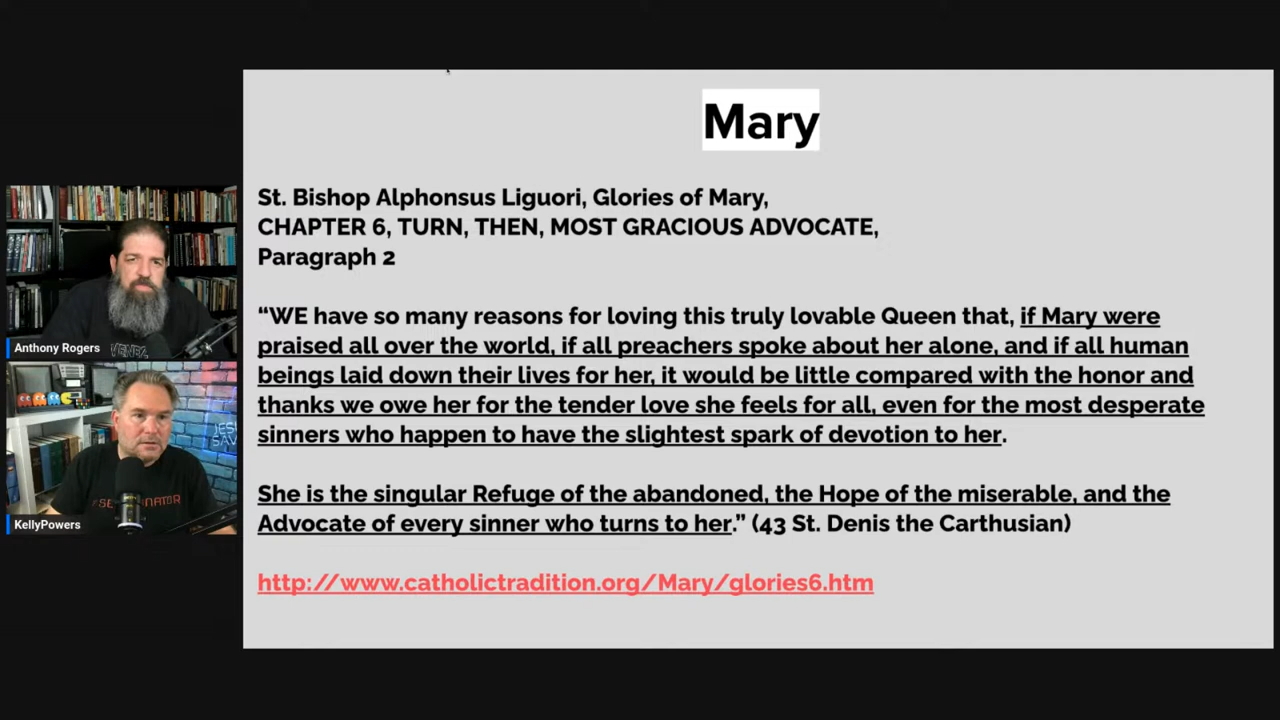 Mary
St. Bishop Alphonsus Liguori, Glories of Mary,
CHAPTER 6, TURN, THEN, MOST GRACIOUS ADVOCATE,
Paragraph 2
“WE have so many reasons for loving this truly lovable Queen that, if Mary were
praised all over the world, if all preachers spoke about her alone, and if all human
beings laid down their lives for her, it would be little compared with the honor and
thanks we owe her for the tender love she feels for all, even for the most desperate
sinners who happen to have the slightest spark of devotion to her.
She is the singular Refuge of the abandoned, the Hope of the miserable, and the
Advocate of every sinner who turns to her.” (43 St. Denis the Carthusian)
http://www.catholictradition.org/Mary/glories6.htm
Anthony Rogers
KellyPowers